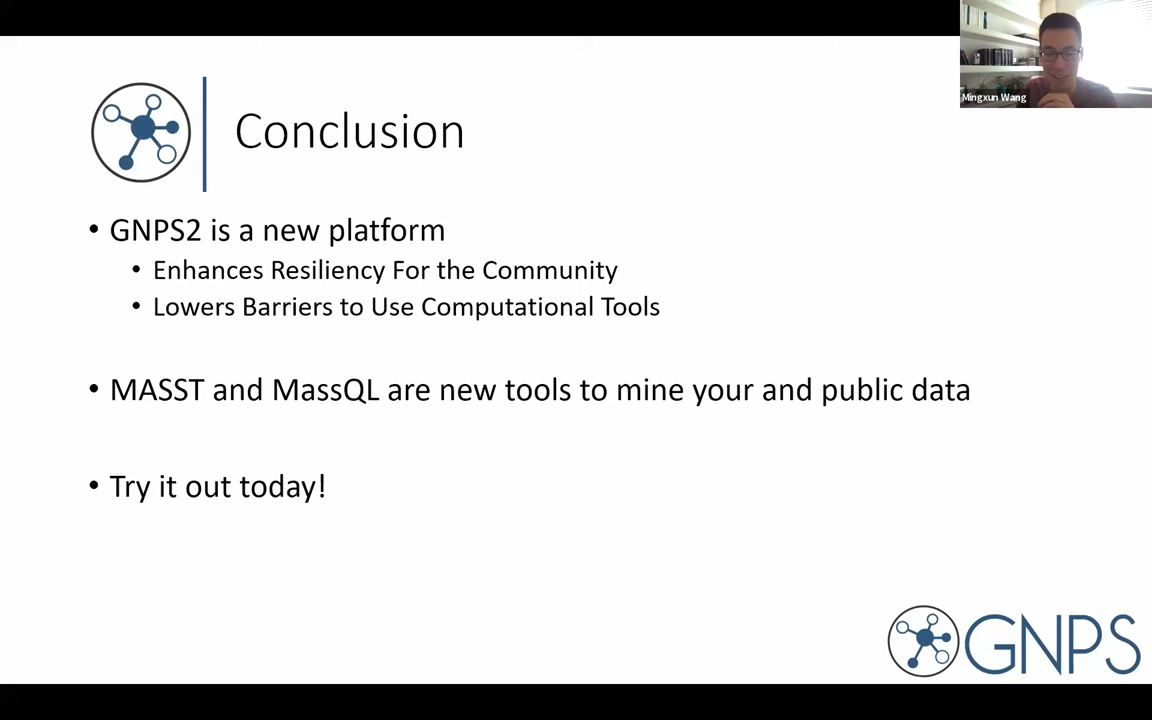 Mingxun Wang
Conclusion
• GNPS2 is a new platform
• Enhances Resiliency For the Community
• Lowers Barriers to Use Computational Tools
• MASST and MassQL are new tools to mine your and public data
• Try it out today!
GNPS